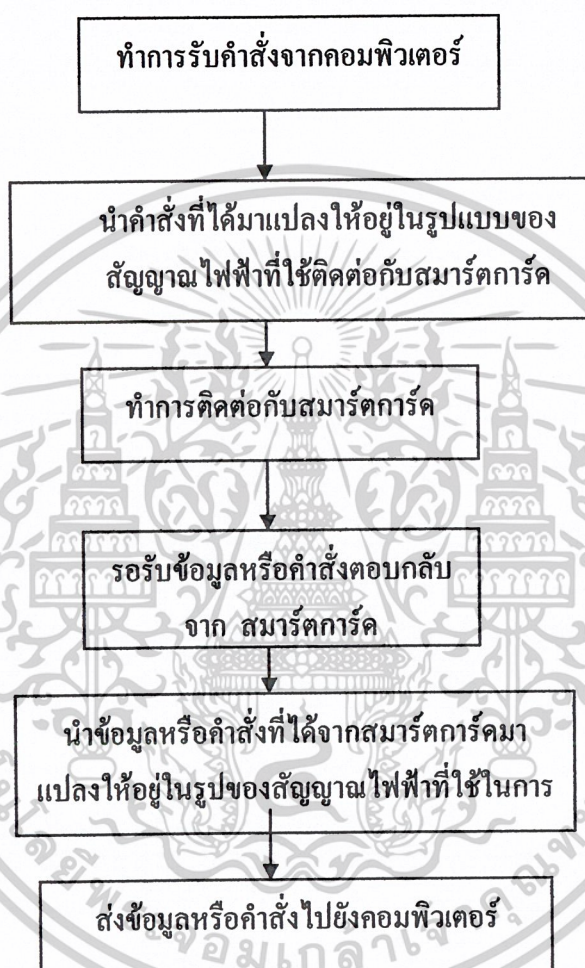 ทำการรับคำสั่งจากคอมพิวเตอร์
นำคำสั่งที่ได้มาแปลงให้อยู่ในรูปแบบของ
สัญญาณไฟฟ้าที่ใช้ติดต่อกับสมาร์ตการ์ด
ทำการติดต่อกับสมาร์ตการ์ด
รอรับข้อมูลหรือคำสั่งตอบกลับ
จาก สมาร์ตการ์ด
นำข้อมูลหรือคำสั่งที่ได้จากสมาร์ตการ์ดมา
แปลงให้อยู่ในรูปของสัญญาณไฟฟ้าที่ใช้ในการ
ส่งข้อมูลหรือคำสั่งไปยังคอมพิวเตอร์